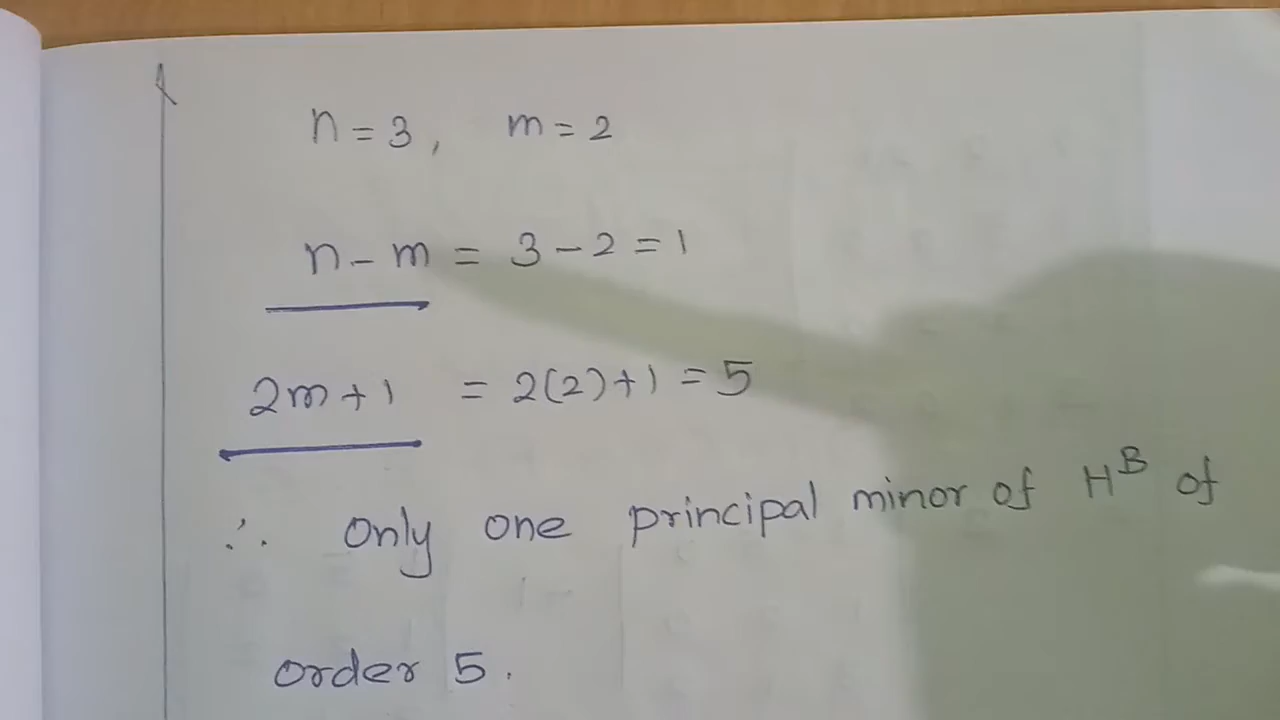 n = 3, m = 2
n - m = 3 - 2 = 1
2m + 1 = 2(2) + 1 = 5
∴ Only one principal minor of Hᴮ of
order 5.